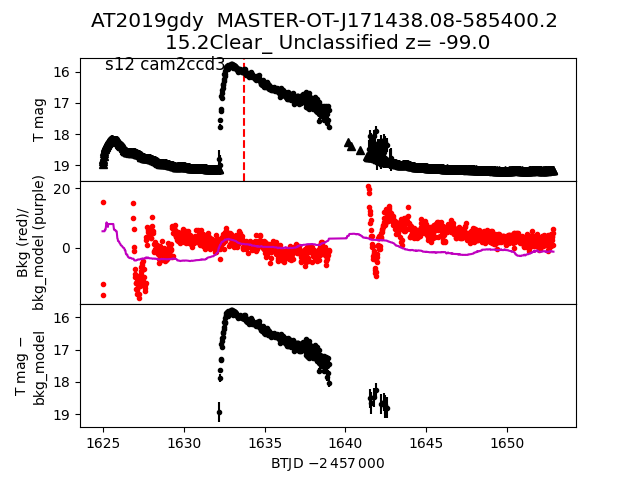 AT2019gdy MASTER-OT-J171438.08-585400.2
15.2Clear_ Unclassified z= -99.0
s12 cam2ccd3
16
17
18
19
T mag
20
0
Bkg (red)/
bkg_model (purple)
16
17
18
19
T mag −
bkg_model
1625 1630 1635 1640 1645 1650
BTJD −2 457 000